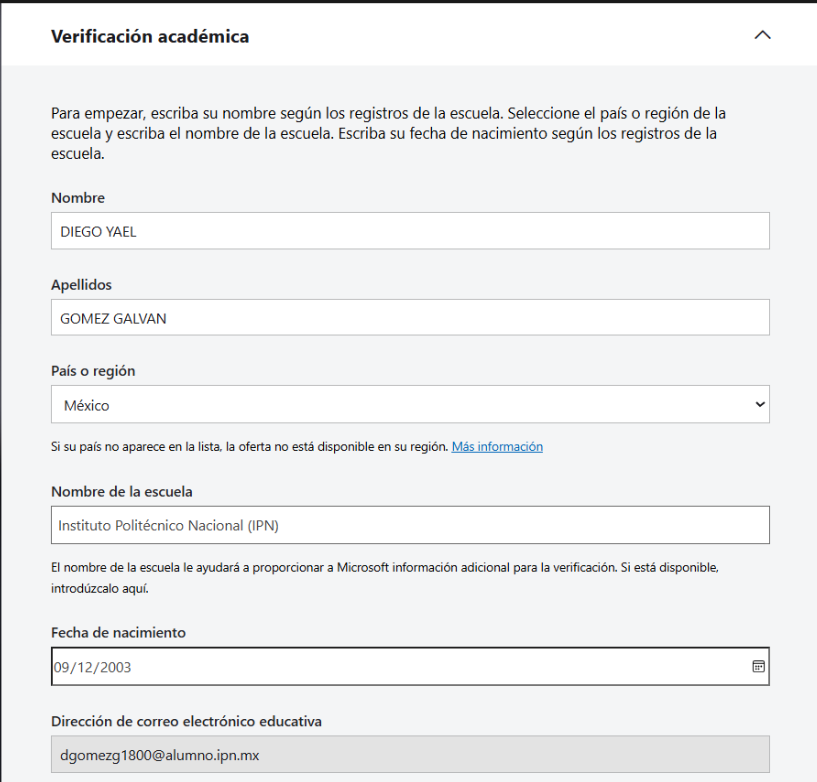 Verificación académica
Para empezar, escriba su nombre según los registros de la escuela. Seleccione el país o región de la
escuela y escriba el nombre de la escuela. Escriba su fecha de nacimiento según los registros de la
escuela.
Nombre
DIEGO YAEL
Apellidos
GOMEZ GALVAN
País o región
México
Si su país no aparece en la lista, la oferta no está disponible en su región. Más información
Nombre de la escuela
Instituto Politécnico Nacional (IPN)
El nombre de la escuela le ayudará a proporcionar a Microsoft información adicional para la verificación. Si está disponible,
introdúzcalo aquí.
Fecha de nacimiento
09/12/2003
Dirección de correo electrónico educativa
dgomezg1800@alumno.ipn.mx